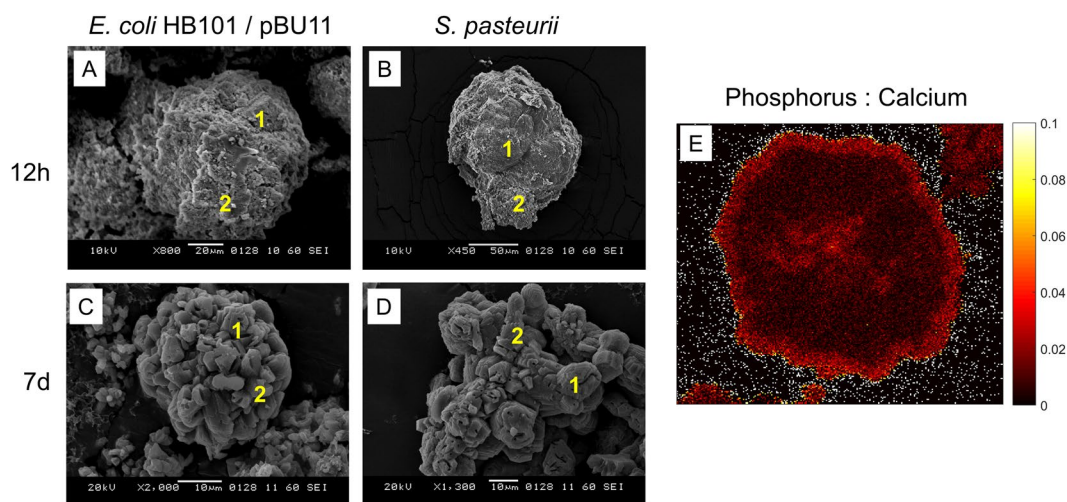 E. coli HB101 / pBU11
S. pasteurii
12h
7d
A
1
2
10kV X800 20µm 0128 10 60 SEI
B
1
2
10kV X450 50µm 0128 10 60 SEI
C
1
2
20kV X2,000 10µm 0128 11 60 SEI
D
2
1
20kV X1,300 10µm 0128 11 60 SEI
Phosphorus : Calcium
E
0.1
0.08
0.06
0.04
0.02
0